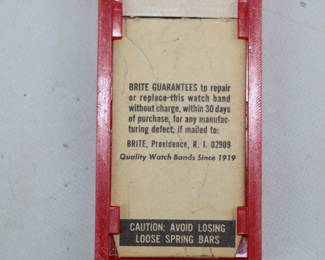 BRITE GUARANTEES to repair
or replace this watch band
without charge, within 30 days
of purchase, for any manufac-
turing defect, if mailed to:
BRITE, Providence, R. I. 02909
Quality Watch Bands Since 1919
CAUTION: AVOID LOSING
LOOSE SPRING BARS